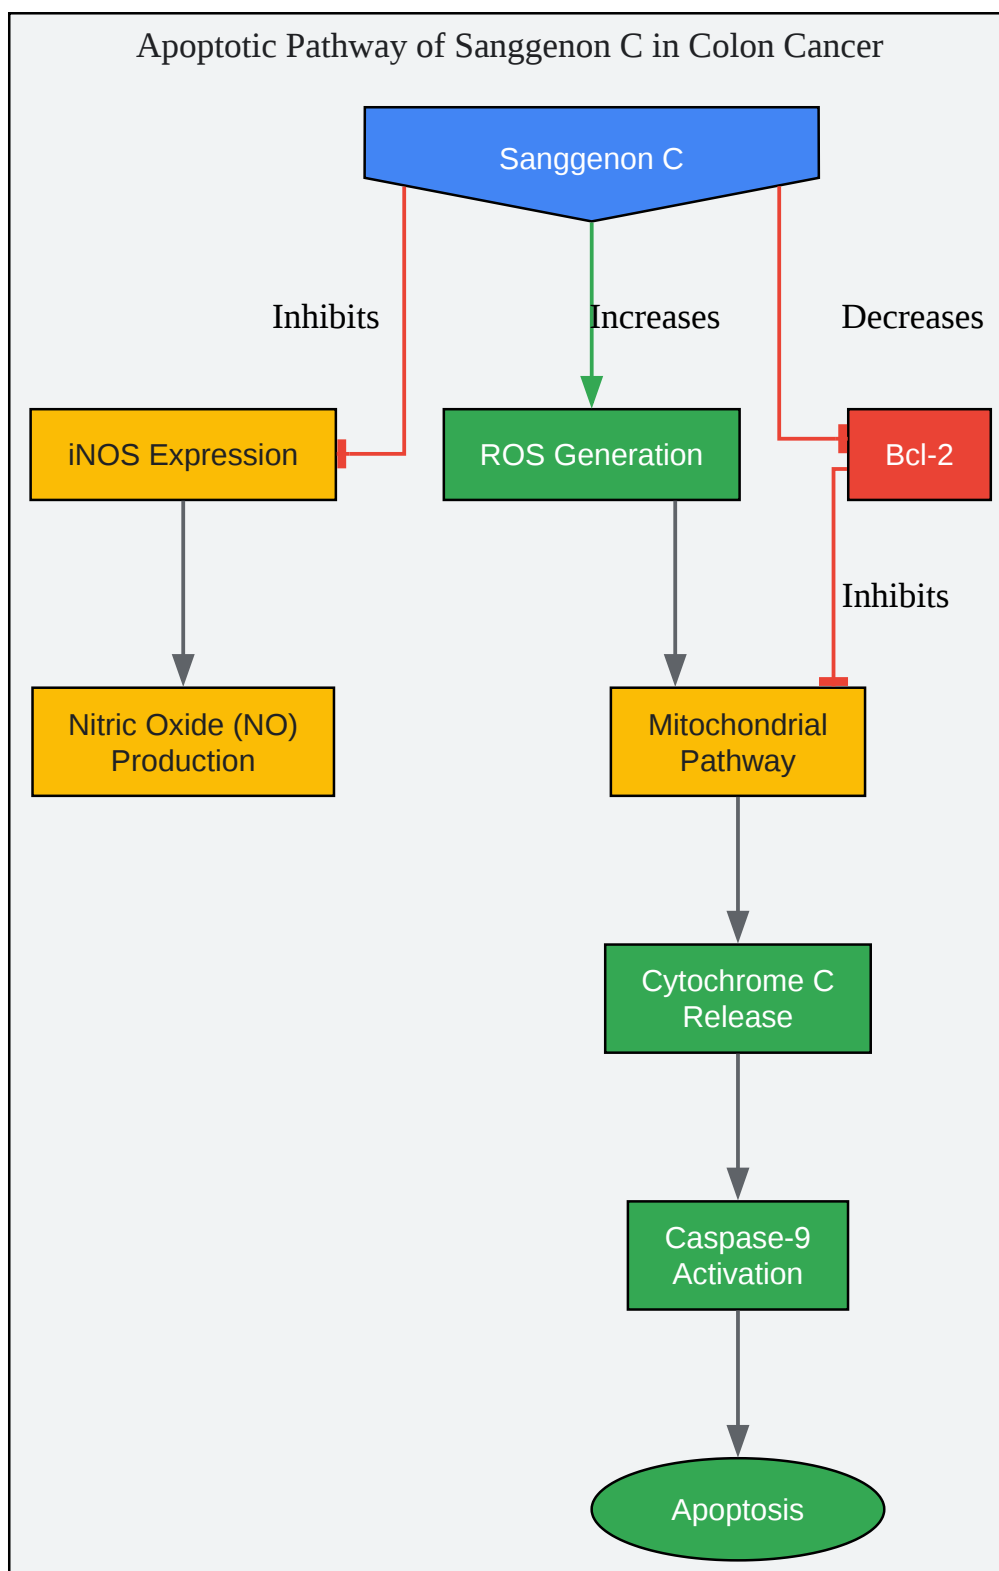 Apoptotic Pathway of Sanggenon C in Colon Cancer
Sanggenon C
Inhibits
Increases
Decreases
iNOS Expression
ROS Generation
Bcl-2
Inhibits
Nitric Oxide (NO)
Production
Mitochondrial
Pathway
Cytochrome C
Release
Caspase-9
Activation
Apoptosis